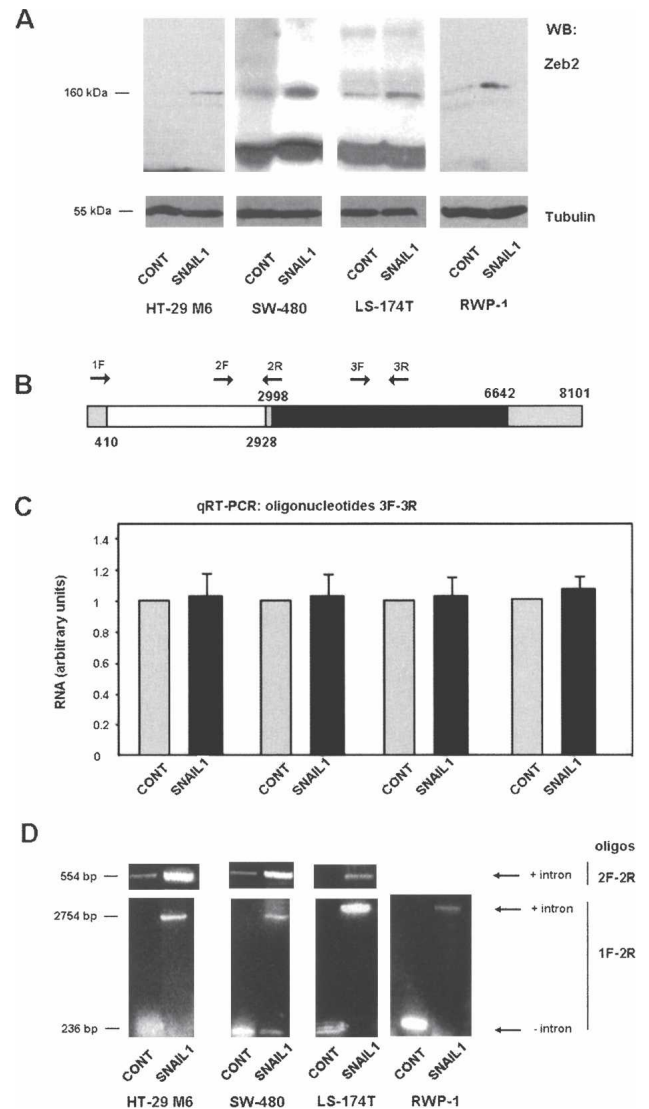 A
WB:
Zeb2
160 kDa
55 kDa
Tubulin
CONT SNAIL1 CONT SNAIL1 CONT SNAIL1 CONT SNAIL1
HT-29 M6 SW-480 LS-174T RWP-1
B
1F 2F 2R 3F 3R
2998 6642 8101
410 2928
C
qRT-PCR: oligonucleotides 3F-3R
RNA (arbitrary units)
1.4
1.2
1
0.8
0.6
0.4
0.2
0
CONT SNAIL1 CONT SNAIL1 CONT SNAIL1 CONT SNAIL1
D
oligos
554 bp + intron 2F-2R
2754 bp + intron
1F-2R
236 bp - intron
CONT SNAIL1 CONT SNAIL1 CONT SNAIL1 CONT SNAIL1
HT-29 M6 SW-480 LS-174T RWP-1